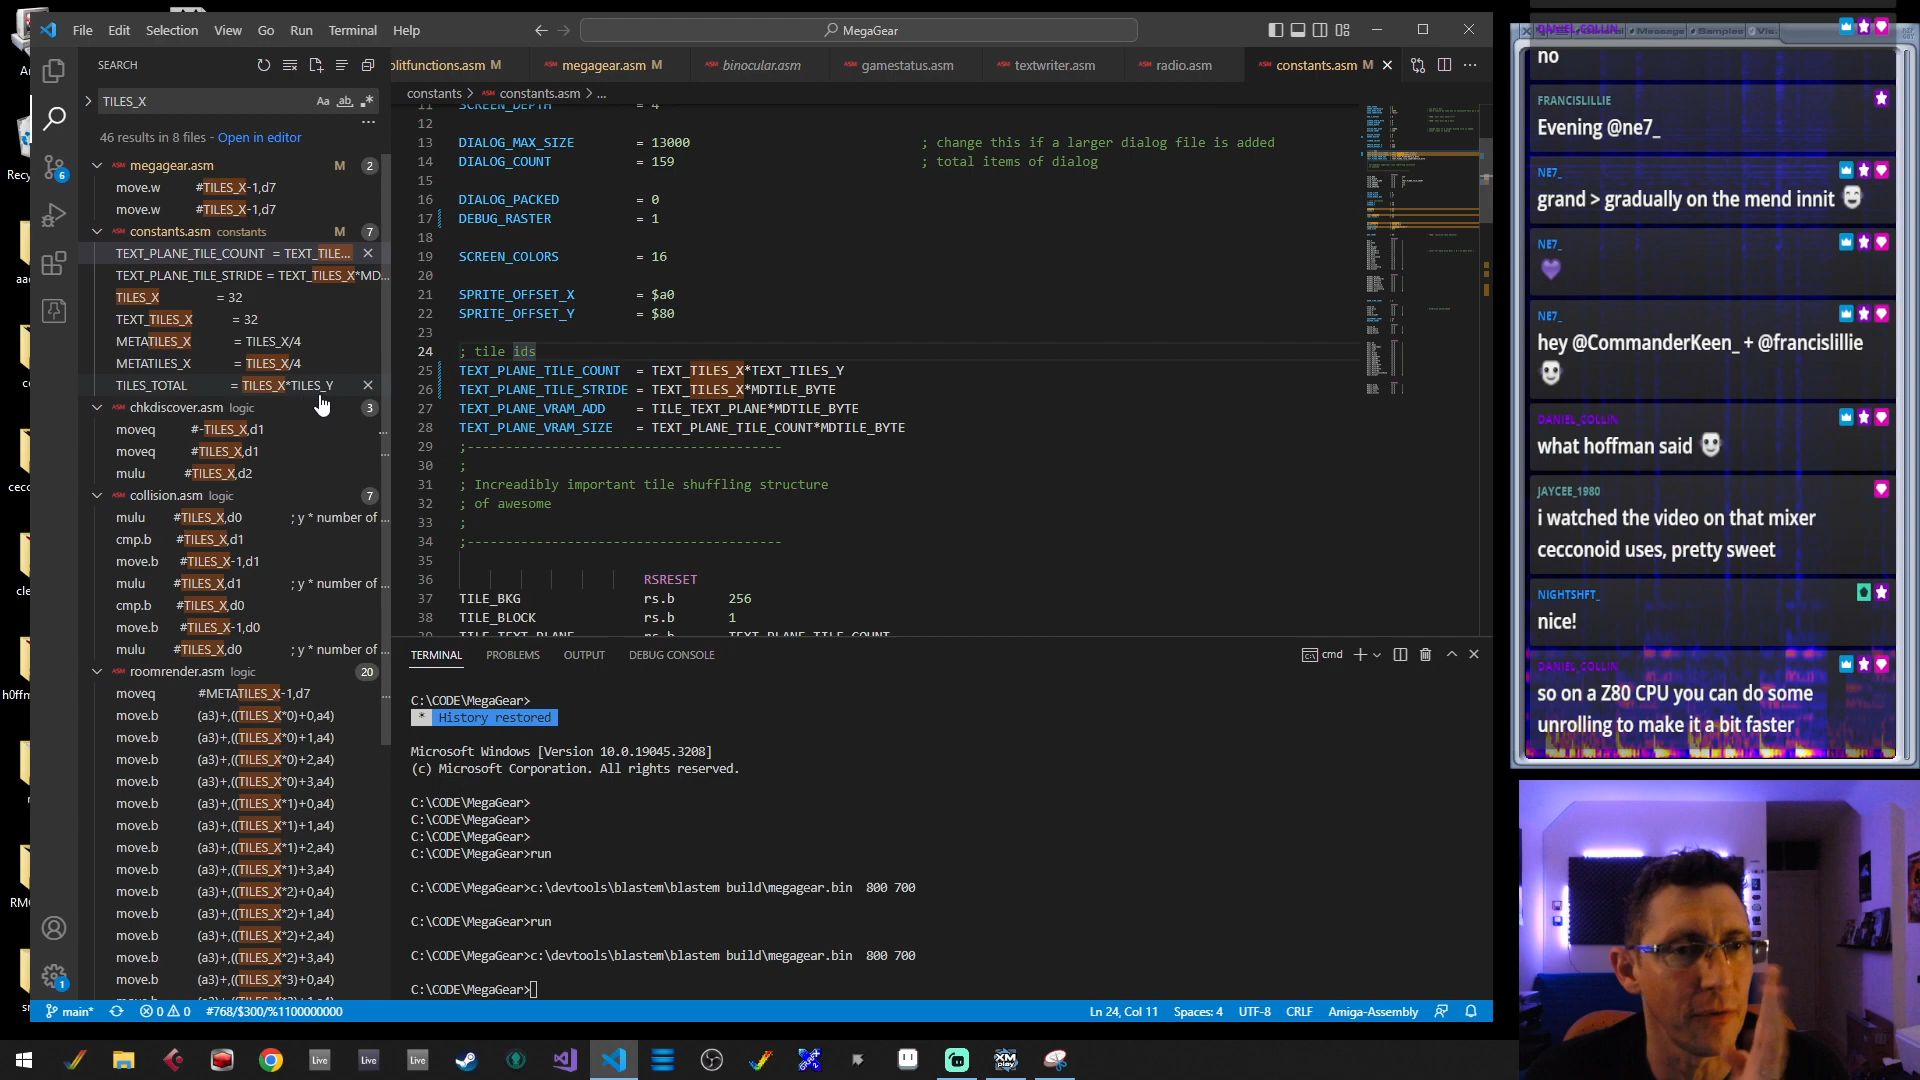 File Edit Selection View Go Run Terminal Help
MegaGear
SEARCH
TILES_X
Aa ab
46 results in 8 files - Open in editor
megagear.asm M 2
move.w #TILES_X-1,d7
move.w #TILES_X-1,d7
constants.asm constants M 7
TEXT_PLANE_TILE_COUNT = TEXT_TILE...
TEXT_PLANE_TILE_STRIDE = TEXT_TILES_X*MD...
TILES_X = 32
TEXT_TILES_X = 32
METATILES_X = TILES_X/4
METATILES_X = TILES_X/4
TILES_TOTAL = TILES_X*TILES_Y
chkdiscover.asm logic 3
moveq #-TILES_X,d1 ...
moveq #TILES_X,d1 ...
mulu #TILES_X,d2
collision.asm logic 7
mulu #TILES_X,d0 ; y * number of ...
cmp.b #TILES_X,d1
move.b #TILES_X-1,d1
mulu #TILES_X,d1 ; y * number of ...
cmp.b #TILES_X,d0
move.b #TILES_X-1,d0
mulu #TILES_X,d0 ; y * number of ...
roomrender.asm logic 20
moveq #METATILES_X-1,d7 ...
move.b (a3)+,((TILES_X*0)+0,a4)
move.b (a3)+,((TILES_X*0)+1,a4)
move.b (a3)+,((TILES_X*0)+2,a4)
move.b (a3)+,((TILES_X*0)+3,a4)
move.b (a3)+,((TILES_X*1)+0,a4)
move.b (a3)+,((TILES_X*1)+1,a4)
move.b (a3)+,((TILES_X*1)+2,a4)
move.b (a3)+,((TILES_X*1)+3,a4)
move.b (a3)+,((TILES_X*2)+0,a4)
move.b (a3)+,((TILES_X*2)+1,a4)
move.b (a3)+,((TILES_X*2)+2,a4)
move.b (a3)+,((TILES_X*2)+3,a4)
move.b (a3)+,((TILES_X*3)+0,a4)
olitfunctions.asm M megagear.asm M binocular.asm gamestatus.asm textwriter.asm radio.asm constants.asm M
constants > constants.asm > ...
11 SCREEN_DEPTH = 4
12
13 DIALOG_MAX_SIZE = 13000 ; change this if a larger dialog file is added
14 DIALOG_COUNT = 159 ; total items of dialog
15
16 DIALOG_PACKED = 0
17 DEBUG_RASTER = 1
18
19 SCREEN_COLORS = 16
20
21 SPRITE_OFFSET_X = $a0
22 SPRITE_OFFSET_Y = $80
23
24 ; tile ids
25 TEXT_PLANE_TILE_COUNT = TEXT_TILES_X*TEXT_TILES_Y
26 TEXT_PLANE_TILE_STRIDE = TEXT_TILES_X*MDTILE_BYTE
27 TEXT_PLANE_VRAM_ADD = TILE_TEXT_PLANE*MDTILE_BYTE
28 TEXT_PLANE_VRAM_SIZE = TEXT_PLANE_TILE_COUNT*MDTILE_BYTE
29 ;-----------------------------------------
30 ;
31 ; Increadibly important tile shuffling structure
32 ; of awesome
33 ;
34 ;-----------------------------------------
35
36 RSRESET
37 TILE_BKG rs.b 256
38 TILE_BLOCK rs.b 1
39 TILE_TEXT_PLANE rs.b TEXT_PLANE_TILE_COUNT
TERMINAL PROBLEMS OUTPUT DEBUG CONSOLE
cmd
C:\CODE\MegaGear>
* History restored
Microsoft Windows [Version 10.0.19045.3208]
(c) Microsoft Corporation. All rights reserved.
C:\CODE\MegaGear>
C:\CODE\MegaGear>
C:\CODE\MegaGear>
C:\CODE\MegaGear>run
C:\CODE\MegaGear>c:\devtools\blastem\blastem build\megagear.bin 800 700
C:\CODE\MegaGear>run
C:\CODE\MegaGear>c:\devtools\blastem\blastem build\megagear.bin 800 700
C:\CODE\MegaGear>
main* 0 0 #768/$300/%1100000000
Ln 24, Col 11 Spaces: 4 UTF-8 CRLF Amiga-Assembly
DANIEL_COLLIN
no
FRANCISLILLIE
Evening @ne7_
NE7_
grand > gradually on the mend innit
NE7_
NE7_
hey @CommanderKeen_ + @francislillie
DANIEL_COLLIN
what hoffman said
JAYCEE_1980
i watched the video on that mixer
cecconoid uses, pretty sweet
NIGHTSHFT_
nice!
DANIEL_COLLIN
so on a Z80 CPU you can do some
unrolling to make it a bit faster
Live Live Live